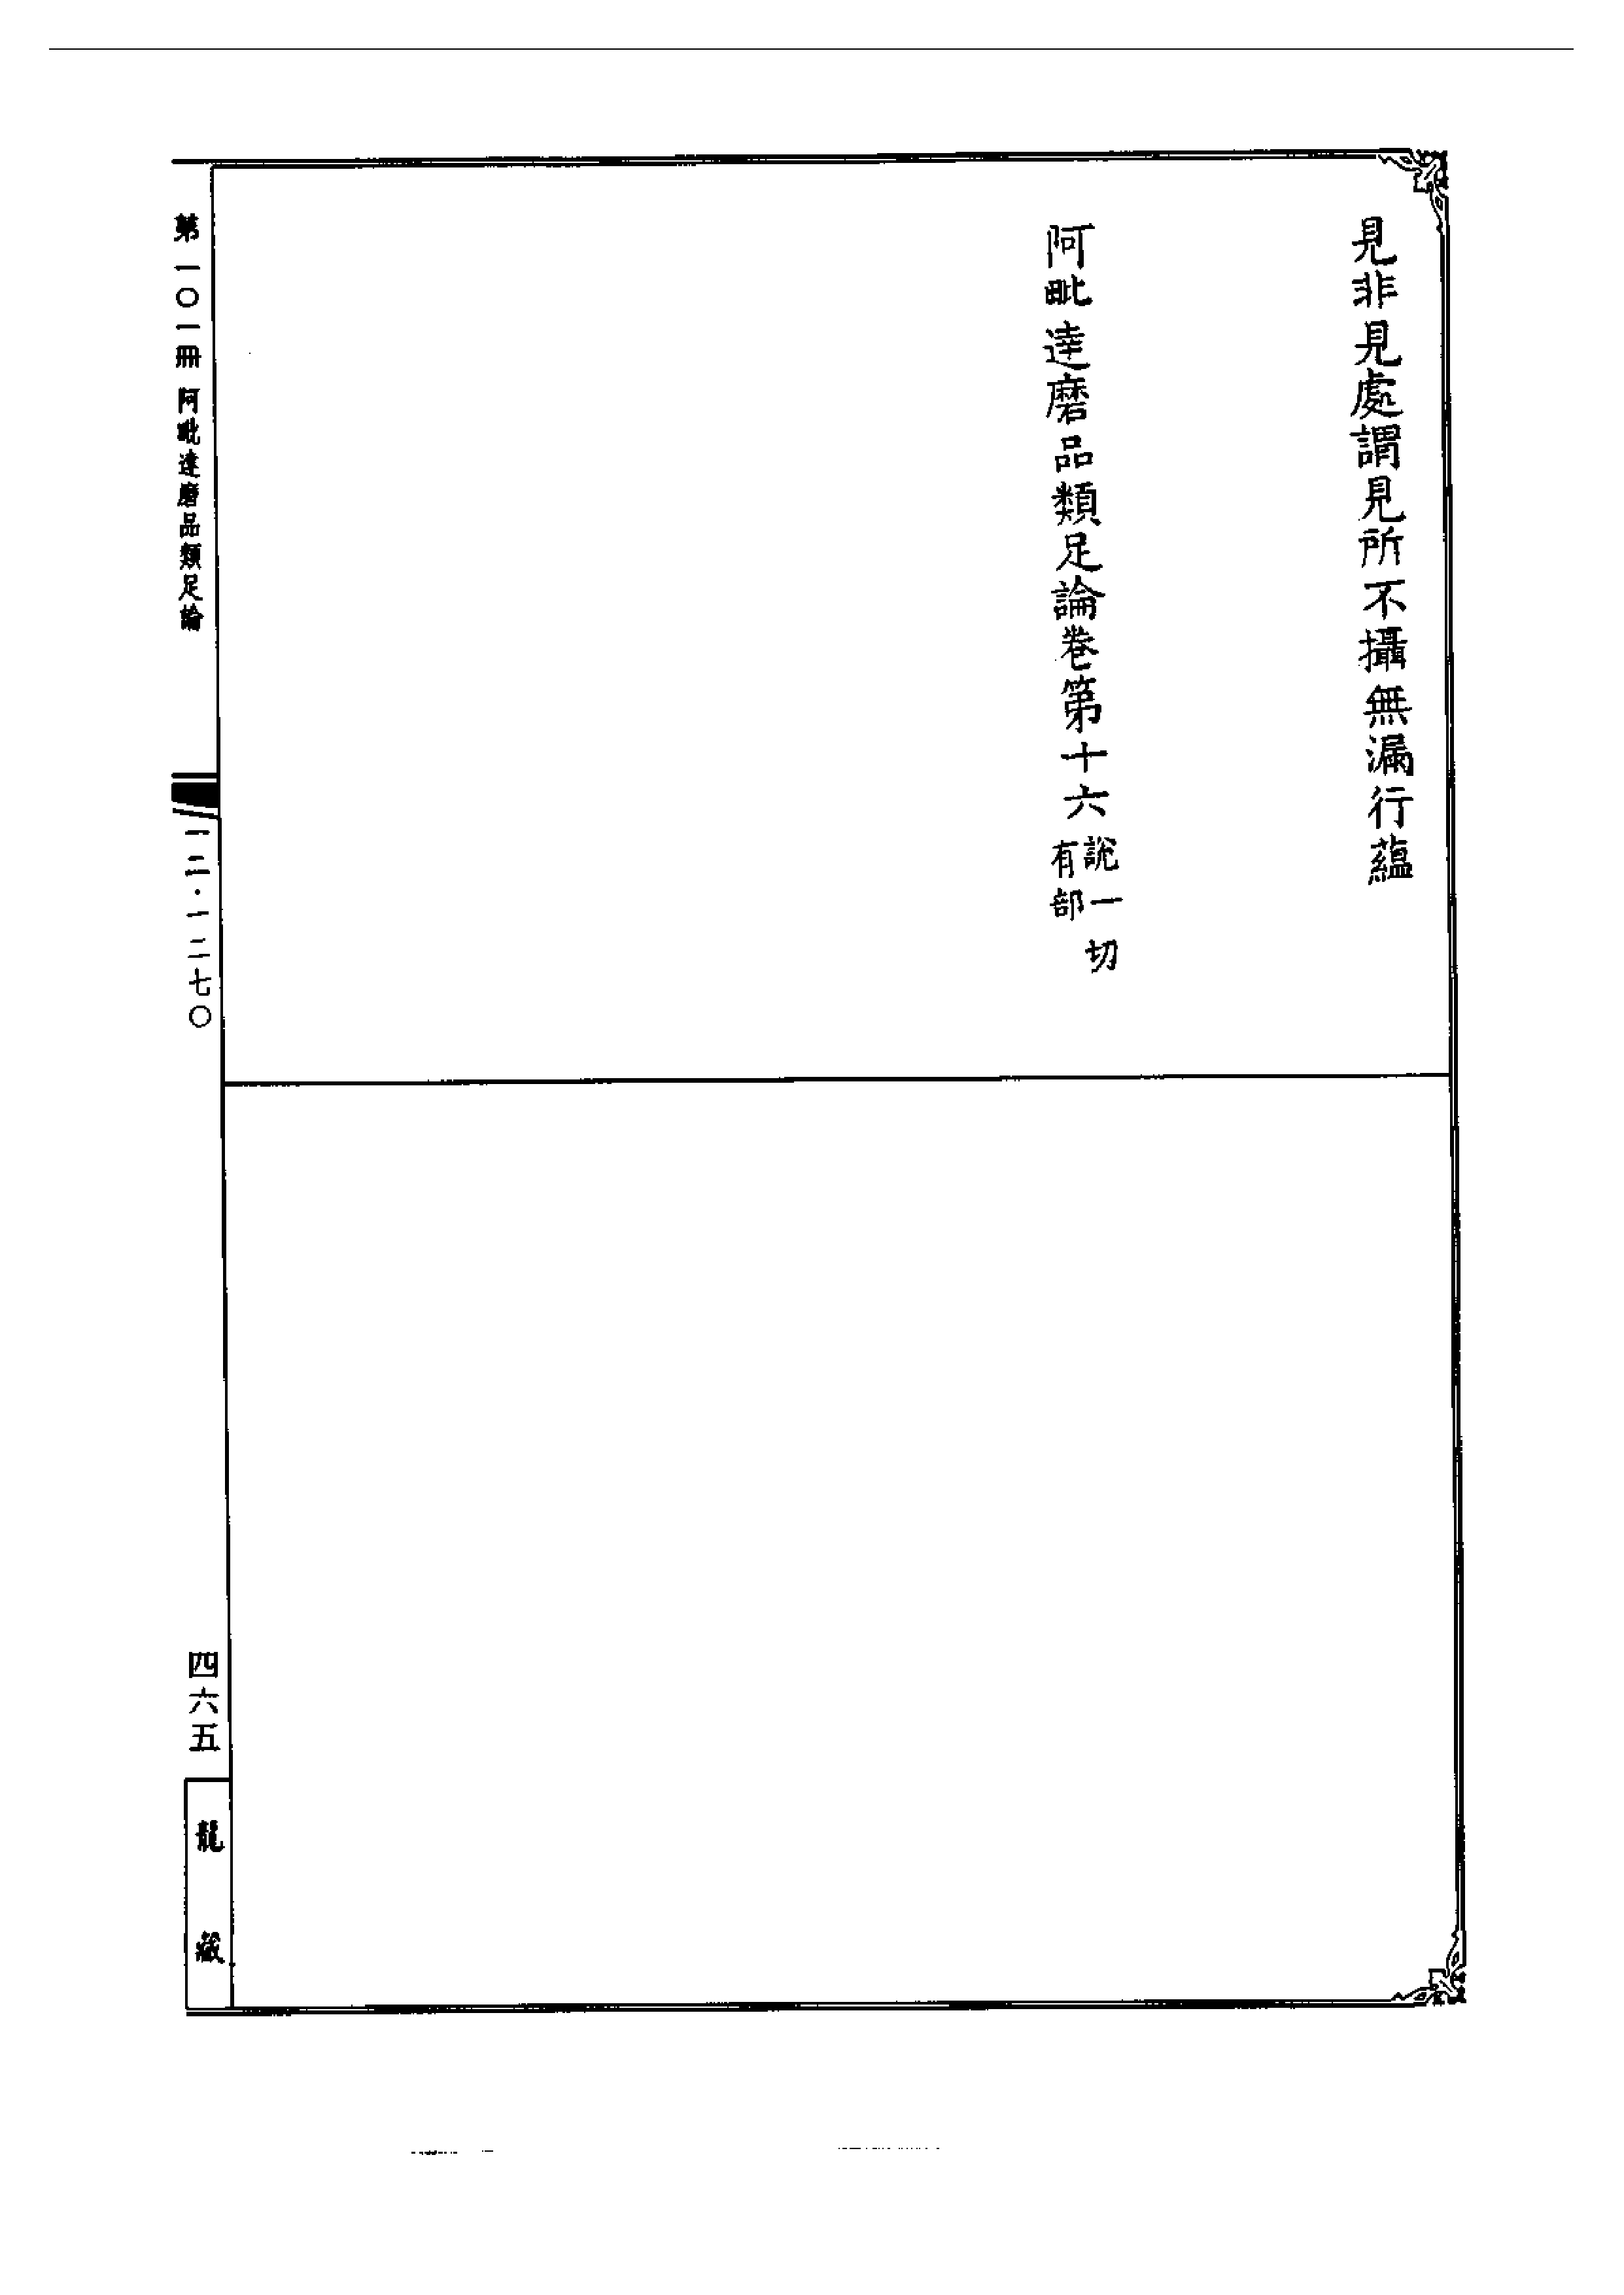 見非見處謂見所不攝無漏行蘊
阿毗達磨品類足論卷第十六 說一切有部
第一〇一冊 阿毗達磨品類足論
一二·一二七〇
四六五
龍藏